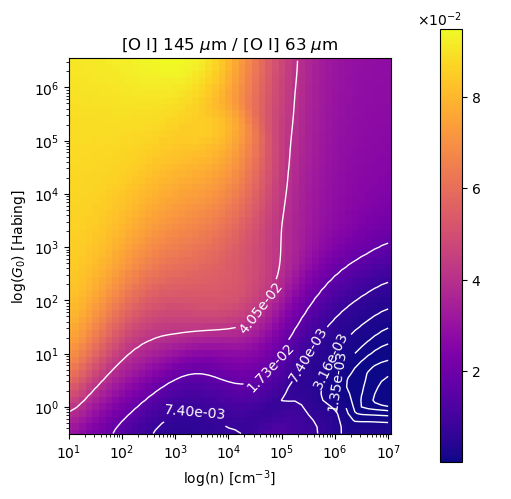 ×10⁻²
[O I] 145 μm / [O I] 63 μm
10⁶
10⁵
10⁴
10³
10²
10¹
10⁰
log(G₀) [Habing]
4.05e-02
1.73e-02
7.40e-03
3.16e-03
1.35e-03
7.40e-03
10¹ 10² 10³ 10⁴ 10⁵ 10⁶ 10⁷
log(n) [cm⁻³]
8
6
4
2